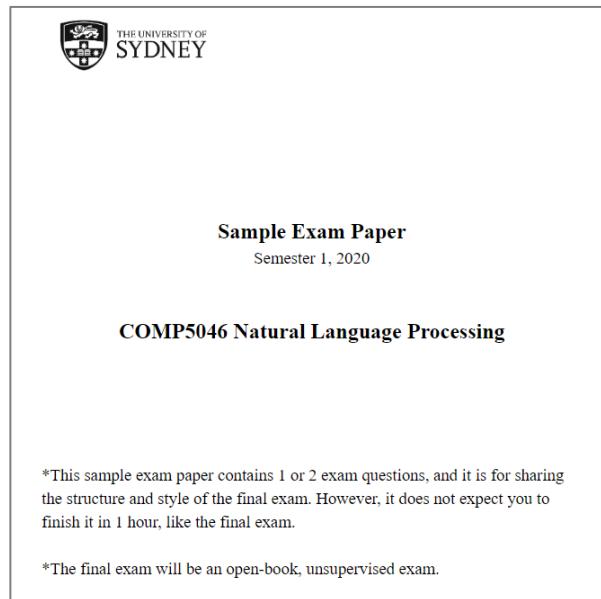 THE UNIVERSITY OF
SYDNEY
Sample Exam Paper
Semester 1, 2020
COMP5046 Natural Language Processing
*This sample exam paper contains 1 or 2 exam questions, and it is for sharing
the structure and style of the final exam. However, it does not expect you to
finish it in 1 hour, like the final exam.
*The final exam will be an open-book, unsupervised exam.